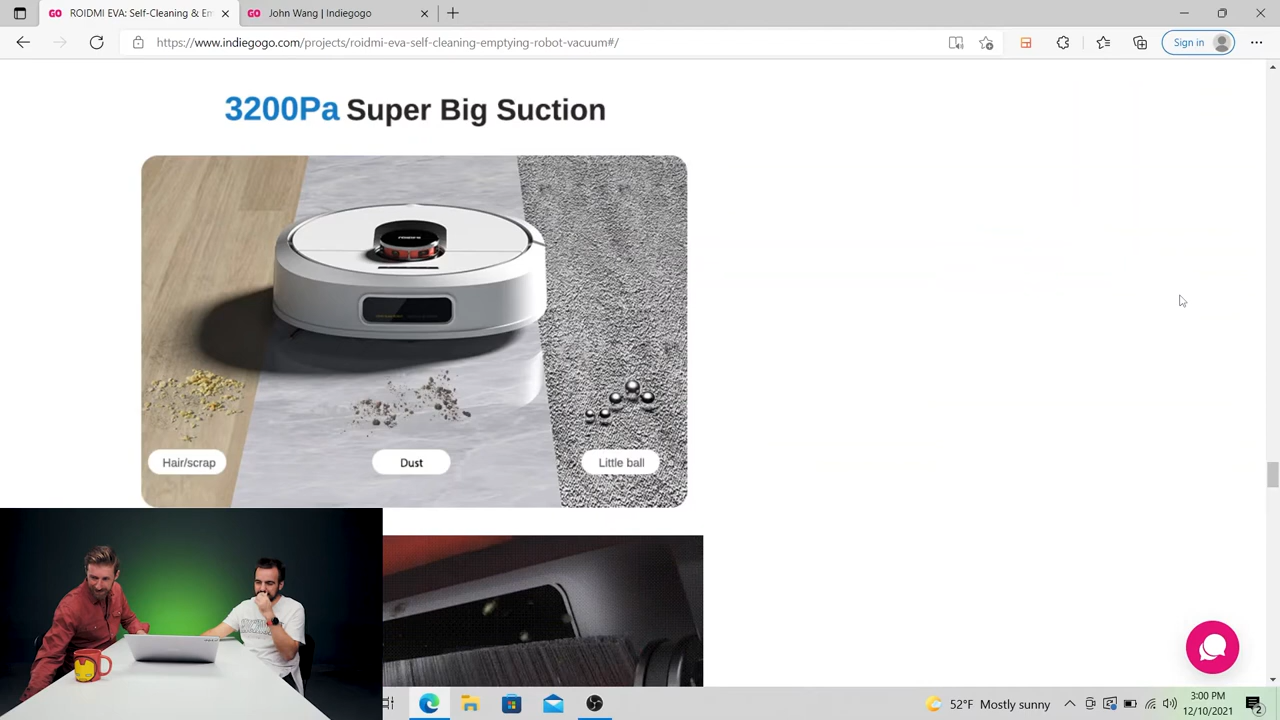 ROIDMI EVA: Self-Cleaning & Em
John Wang | Indiegogo
https://www.indiegogo.com/projects/roidmi-eva-self-cleaning-emptying-robot-vacuum#/
Sign in
3200Pa Super Big Suction
Hair/scrap
Dust
Little ball
52°F Mostly sunny
3:00 PM
12/10/2021
2